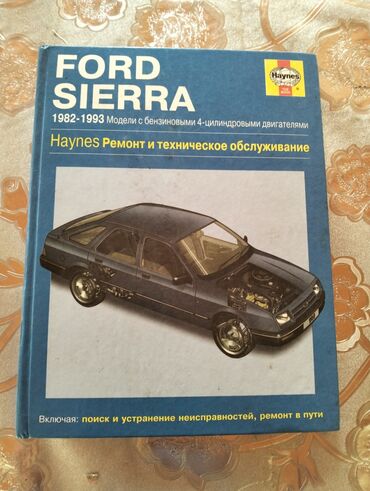 FORD
SIERRA
Haynes
1982-1993 Модели с бензиновыми 4-цилиндровыми двигателями
Haynes Ремонт и техническое обслуживание
Включая: поиск и устранение неисправностей, ремонт в пути